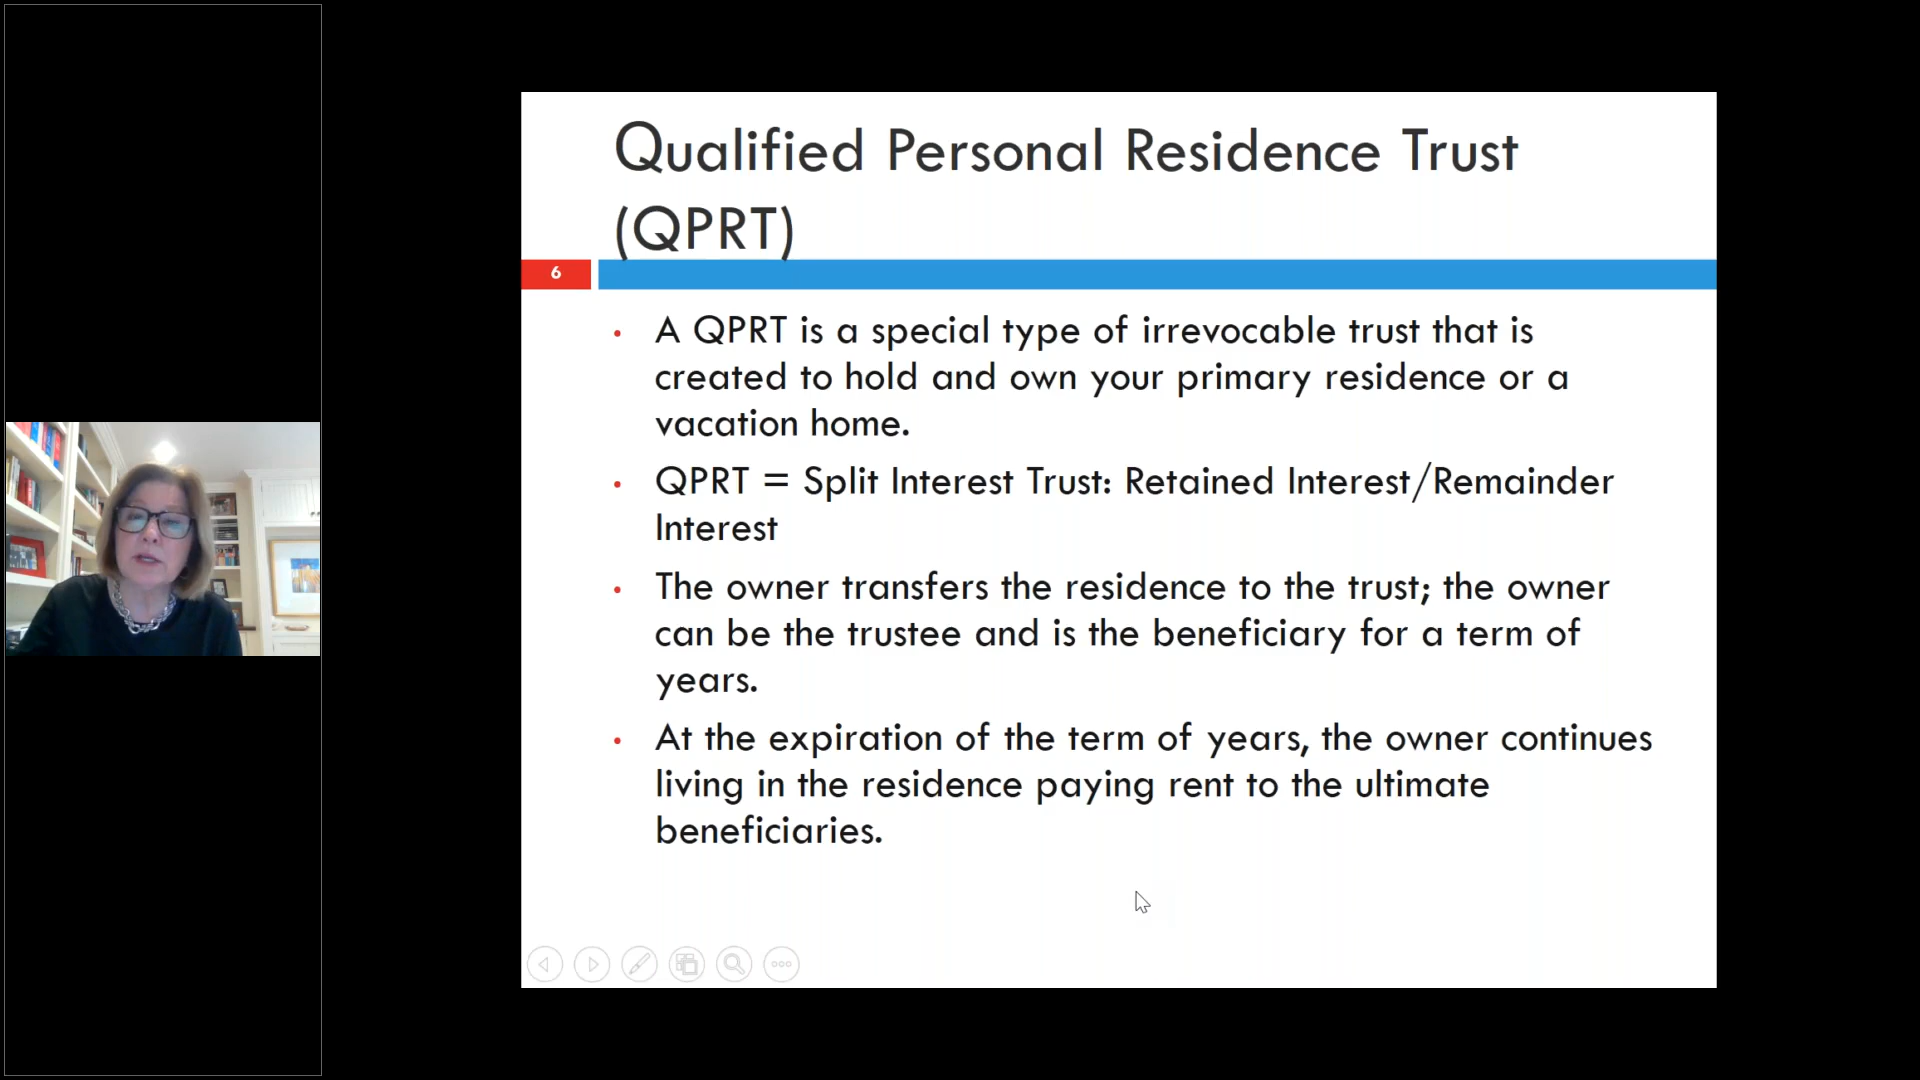 Qualified Personal Residence Trust
(QPRT)
6
• A QPRT is a special type of irrevocable trust that is
created to hold and own your primary residence or a
vacation home.
• QPRT = Split Interest Trust: Retained Interest/Remainder
Interest
• The owner transfers the residence to the trust; the owner
can be the trustee and is the beneficiary for a term of
years.
• At the expiration of the term of years, the owner continues
living in the residence paying rent to the ultimate
beneficiaries.